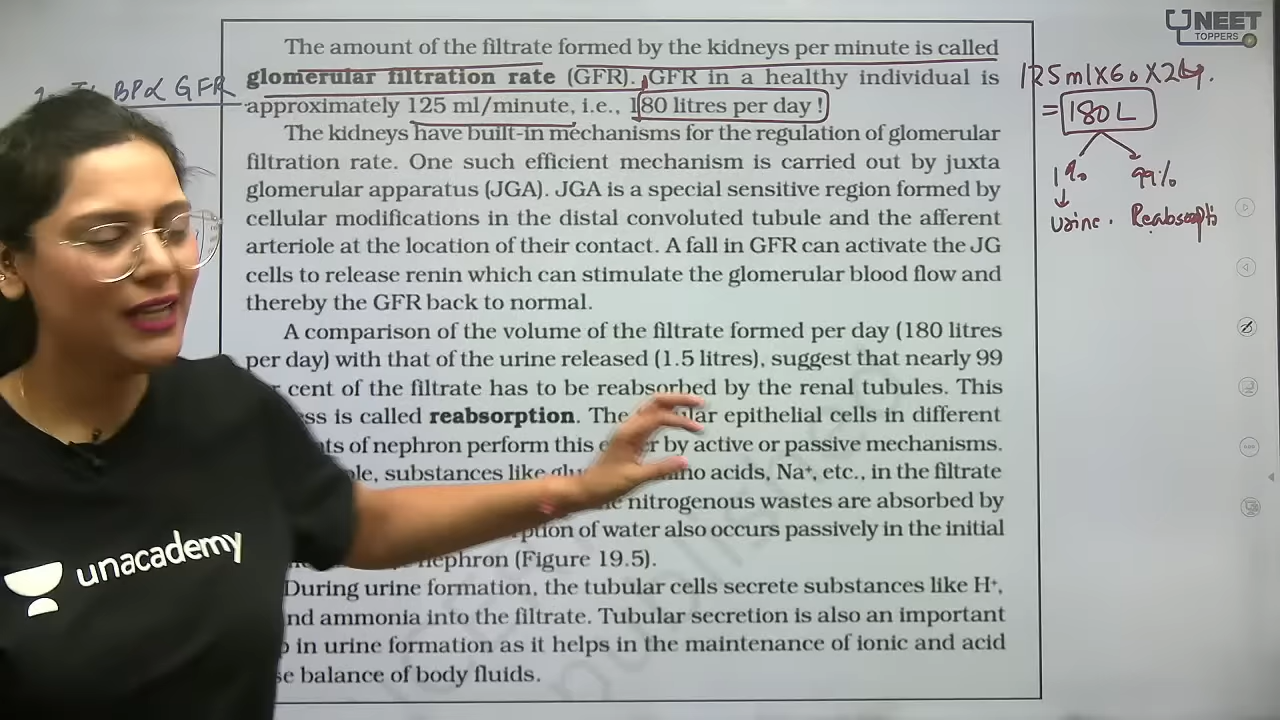 NEET
TOPPERS
The amount of the filtrate formed by the kidneys per minute is called
glomerular filtration rate (GFR). GFR in a healthy individual is
approximately 125 ml/minute, i.e., 180 litres per day !
The kidneys have built-in mechanisms for the regulation of glomerular
filtration rate. One such efficient mechanism is carried out by juxta
glomerular apparatus (JGA). JGA is a special sensitive region formed by
cellular modifications in the distal convoluted tubule and the afferent
arteriole at the location of their contact. A fall in GFR can activate the JG
cells to release renin which can stimulate the glomerular blood flow and
thereby the GFR back to normal.
A comparison of the volume of the filtrate formed per day (180 litres
per day) with that of the urine released (1.5 litres), suggest that nearly 99
cent of the filtrate has to be reabsorbed by the renal tubules. This
is called reabsorption. The epithelial cells in different
of nephron perform this by active or passive mechanisms.
substances like acids, Na⁺, etc., in the filtrate
nitrogenous wastes are absorbed by
of water also occurs passively in the initial
nephron (Figure 19.5).
During urine formation, the tubular cells secrete substances like H⁺,
and ammonia into the filtrate. Tubular secretion is also an important
in urine formation as it helps in the maintenance of ionic and acid
balance of body fluids.
BP∝ GFR
125ml×60×24
= 180 L
1% 99%
urine. Reabsorpti
unacademy